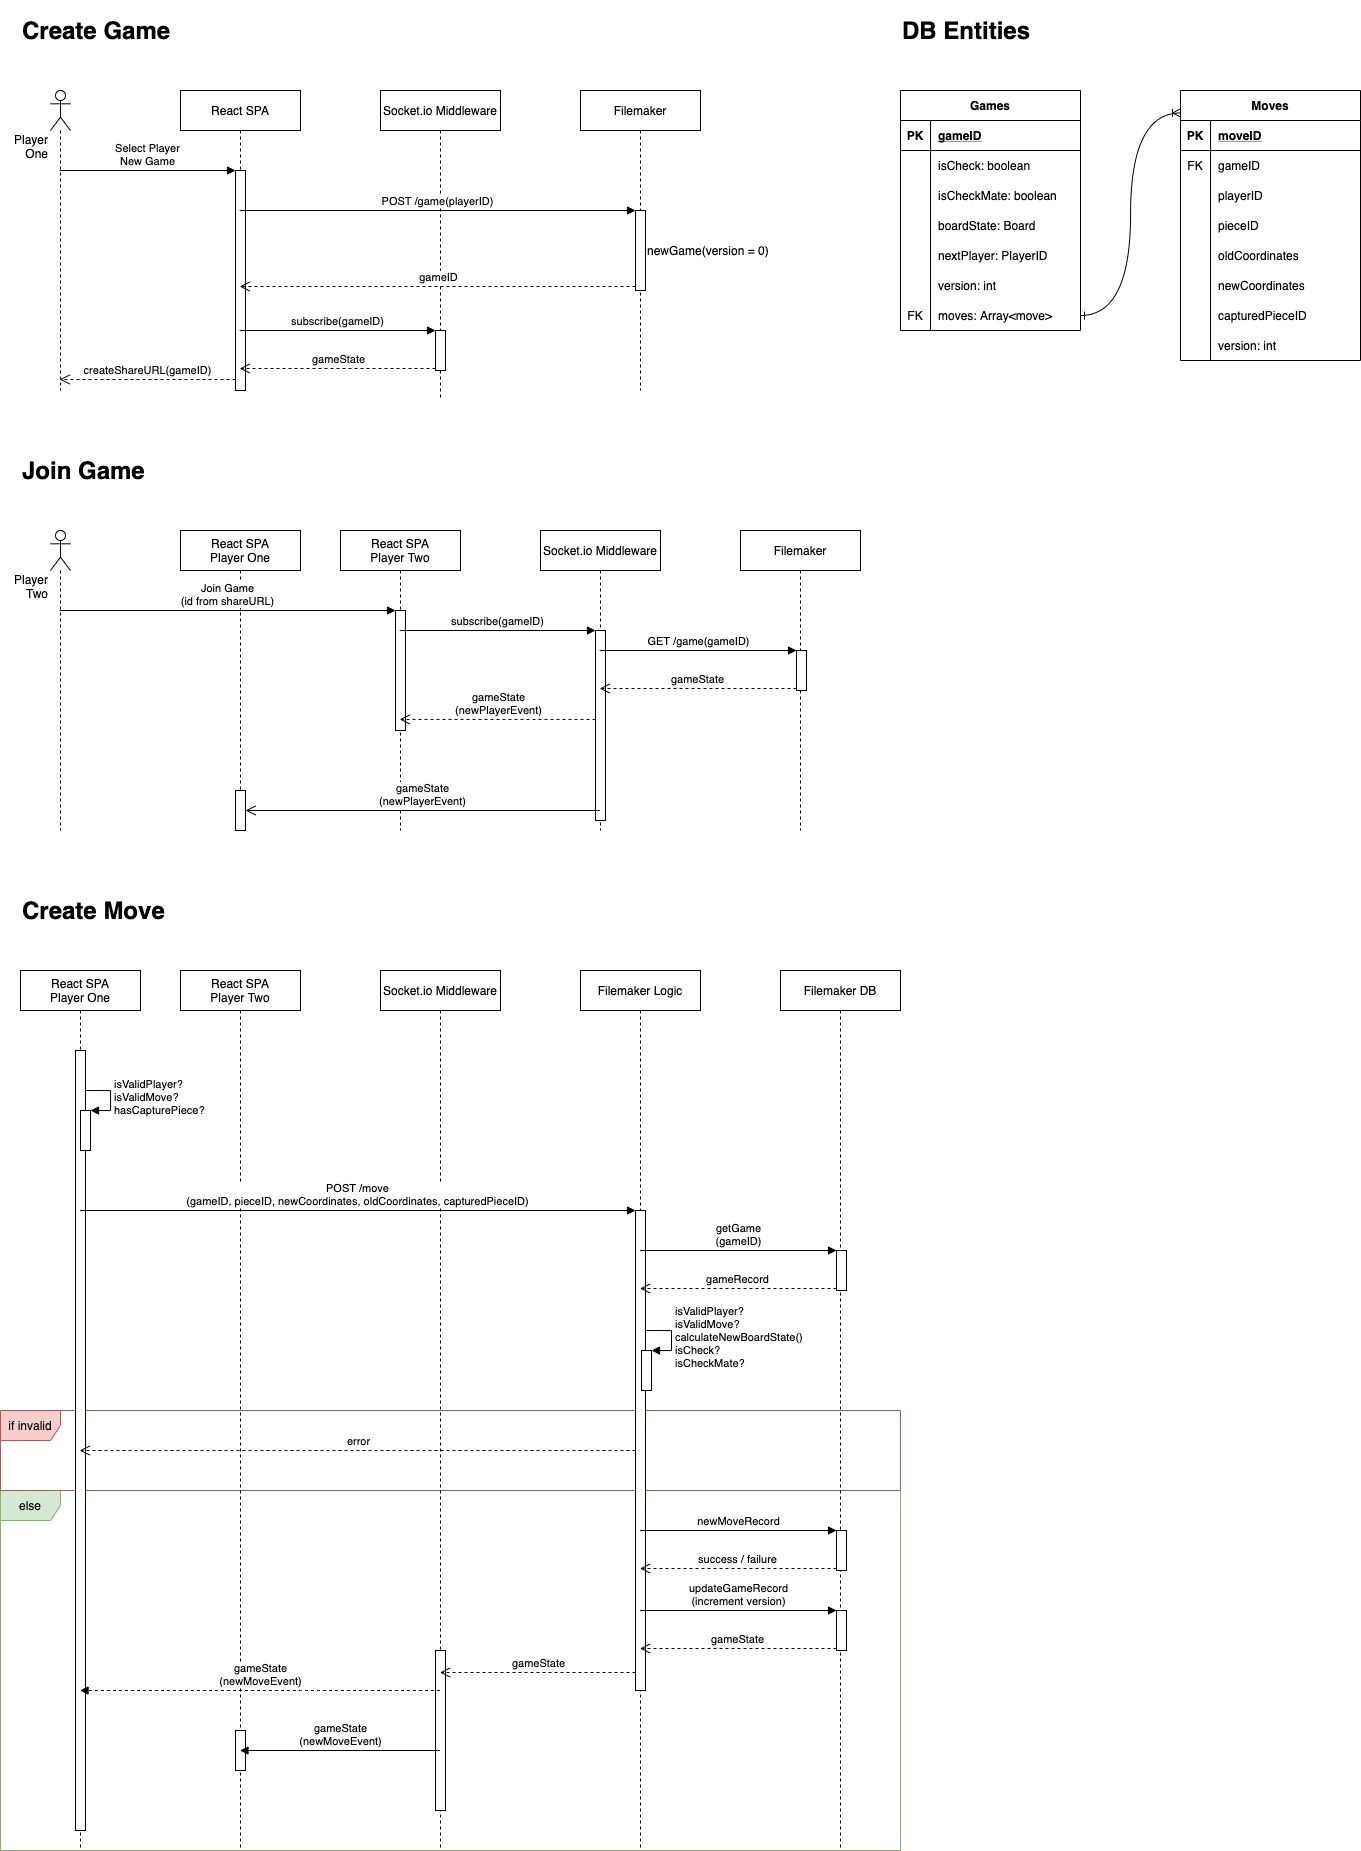 Create Game
DB Entities
Player
One
React SPA
Socket.io Middleware
Filemaker
Select Player
New Game
POST /game(playerID)
newGame(version = 0)
gameID
subscribe(gameID)
gameState
createShareURL(gameID)
Games
PK gameID
isCheck: boolean
isCheckMate: boolean
boardState: Board
nextPlayer: PlayerID
version: int
FK moves: Array<move>
Moves
PK moveID
FK gameID
playerID
pieceID
oldCoordinates
newCoordinates
capturedPieceID
version: int
Join Game
Player
Two
React SPA
Player One
React SPA
Player Two
Socket.io Middleware
Filemaker
Join Game
(id from shareURL)
subscribe(gameID)
GET /game(gameID)
gameState
gameState
(newPlayerEvent)
gameState
(newPlayerEvent)
Create Move
React SPA
Player One
React SPA
Player Two
Socket.io Middleware
Filemaker Logic
Filemaker DB
isValidPlayer?
isValidMove?
hasCapturePiece?
POST /move
(gameID, pieceID, newCoordinates, oldCoordinates, capturedPieceID)
getGame
(gameID)
gameRecord
isValidPlayer?
isValidMove?
calculateNewBoardState()
isCheck?
isCheckMate?
if invalid
error
else
newMoveRecord
success / failure
updateGameRecord
(increment version)
gameState
gameState
gameState
(newMoveEvent)
gameState
(newMoveEvent)